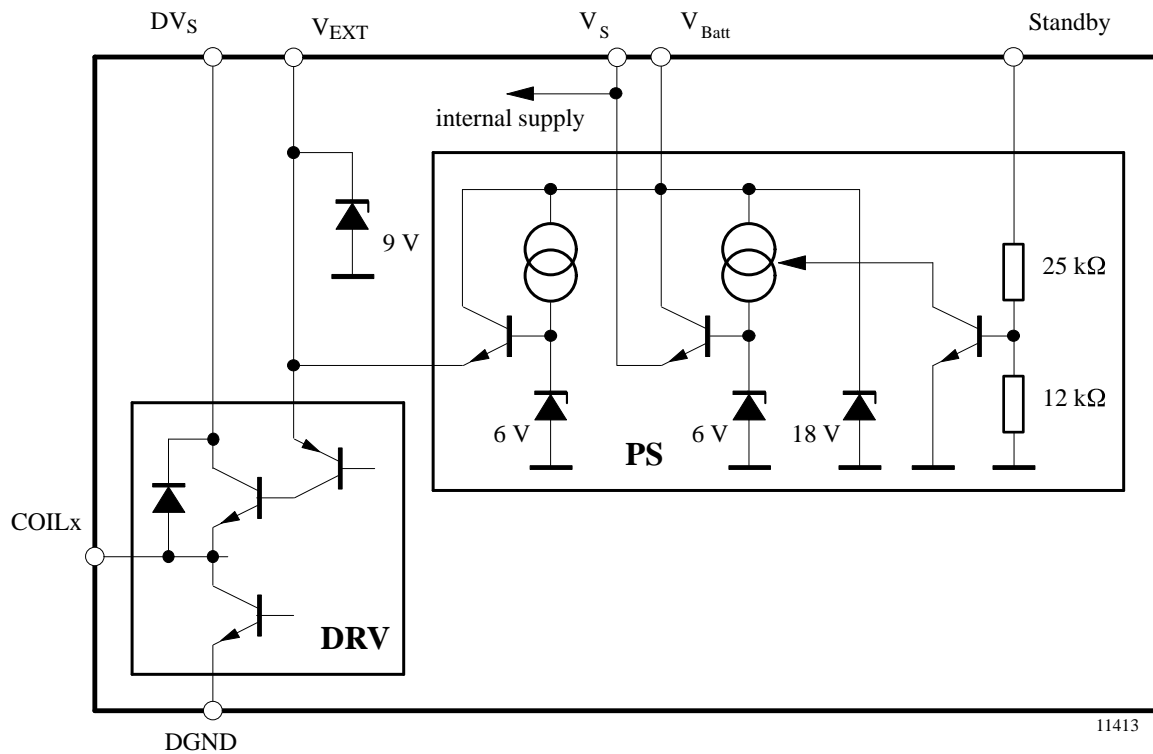 DVS VEXT VS VBatt Standby
internal supply
9 V
25 kΩ
12 kΩ
6 V 6 V 18 V
PS
COILx
DRV
DGND
11413